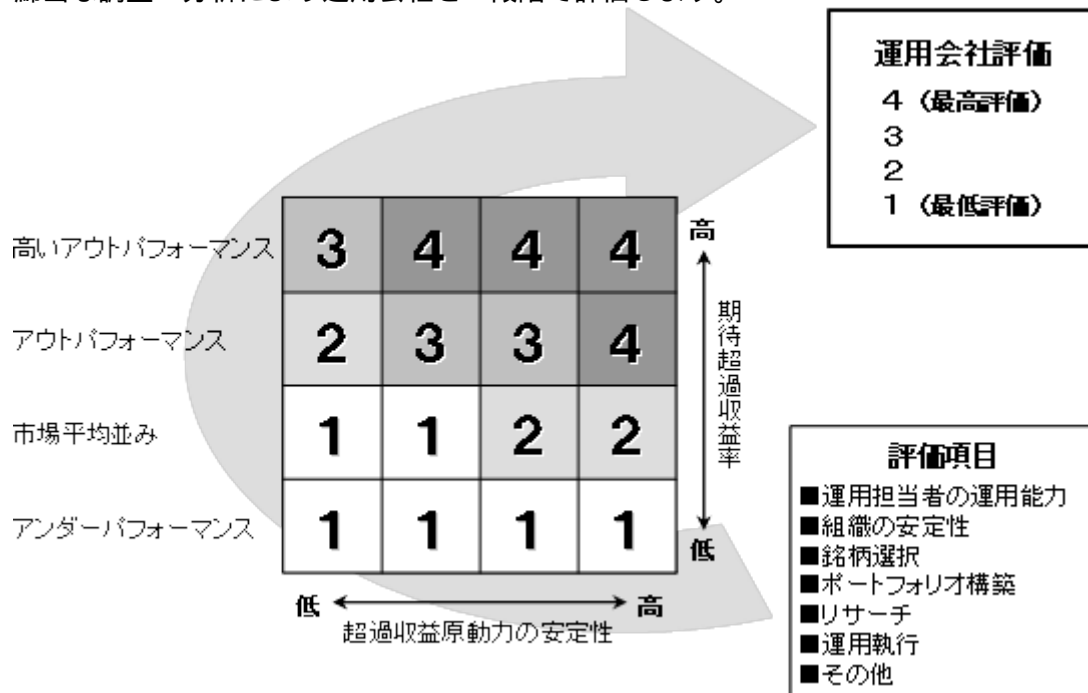 運用会社評価
4 (最高評価)
3
2
1 (最低評価)
高いアウトパフォーマンス 3 4 4 4
アウトパフォーマンス 2 3 3 4
市場平均並み 1 1 2 2
アンダーパフォーマンス 1 1 1 1
高
期待超過収益率
低
低 高
超過収益原動力の安定性
評価項目
■運用担当者の運用能力
■組織の安定性
■銘柄選択
■ポートフォリオ構築
■リサーチ
■運用執行
■その他